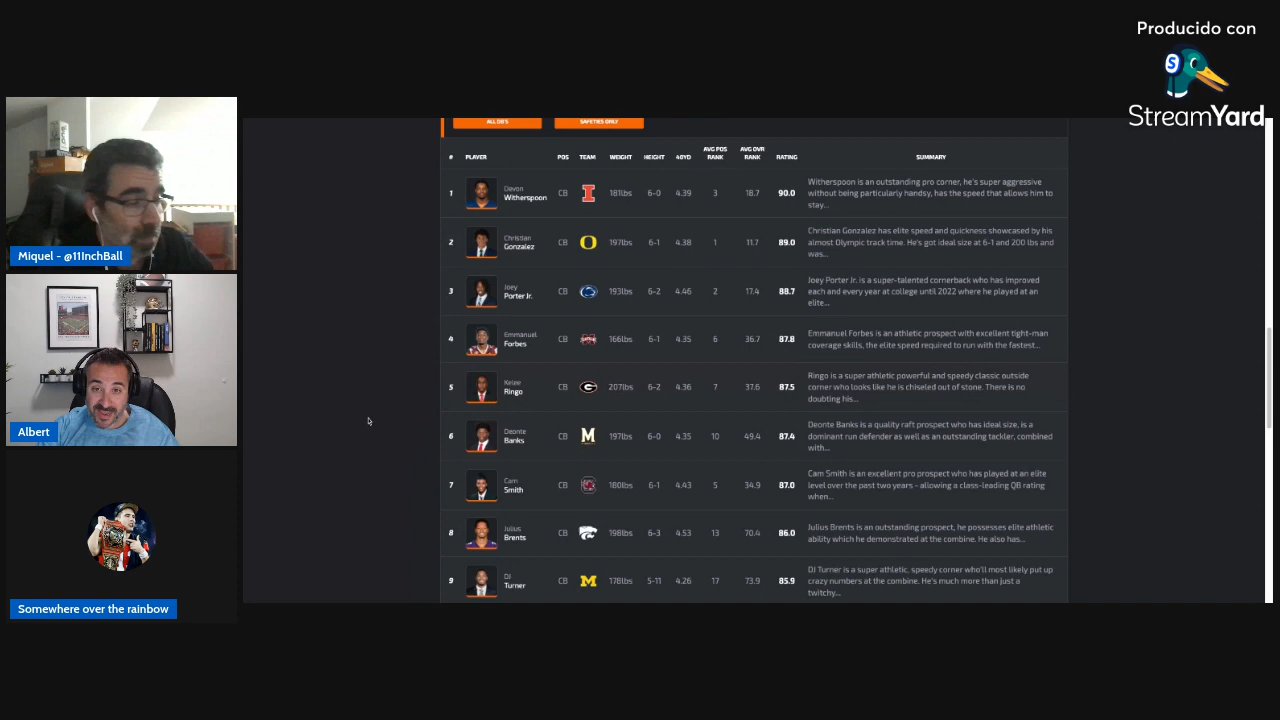 Producido con
StreamYard
Miquel - @11InchBall
Albert
Somewhere over the rainbow
ALL DB'S SAFETIES ONLY
# PLAYER POS TEAM WEIGHT HEIGHT 40YD AVG POS RANK AVG OVR RANK RATING SUMMARY
1 Devon Witherspoon CB 181lbs 6-0 4.39 3 18.7 90.0
Witherspoon is an outstanding pro corner, he's super aggressive
without being particularly handsy, has the speed that allows him to
stay...
2 Christian Gonzalez CB 197lbs 6-1 4.38 1 11.7 89.0
Christian Gonzalez has elite speed and quickness showcased by his
almost Olympic track time. He's got ideal size at 6-1 and 200 lbs and
was...
3 Joey Porter Jr. CB 193lbs 6-2 4.46 2 17.4 88.7
Joey Porter Jr. is a super-talented cornerback who has improved
each and every year at college until 2022 where he played at an
elite...
4 Emmanuel Forbes CB 166lbs 6-1 4.35 6 36.7 87.8
Emmanuel Forbes is an athletic prospect with excellent tight-man
coverage skills, the elite speed required to run with the fastest...
5 Kelee Ringo CB 207lbs 6-2 4.36 7 37.6 87.5
Ringo is a super athletic powerful and speedy classic outside
corner who looks like he is chiseled out of stone. There is no
doubting his...
6 Deonte Banks CB 197lbs 6-0 4.35 10 49.4 87.4
Deonte Banks is a quality raft prospect who has ideal size, is a
dominant run defender as well as an outstanding tackler, combined
with...
7 Cam Smith CB 180lbs 6-1 4.43 5 34.9 87.0
Cam Smith is an excellent pro prospect who has played at an elite
level over the past two years - allowing a class-leading QB rating
when...
8 Julius Brents CB 198lbs 6-3 4.53 13 70.4 86.0
Julius Brents is an outstanding prospect, he possesses elite athletic
ability which he demonstrated at the combine. He also has...
9 DJ Turner CB 178lbs 5-11 4.26 17 73.9 85.9
DJ Turner is a super athletic, speedy corner who'll most likely put up
crazy numbers at the combine. He's much more than just a
twitchy...